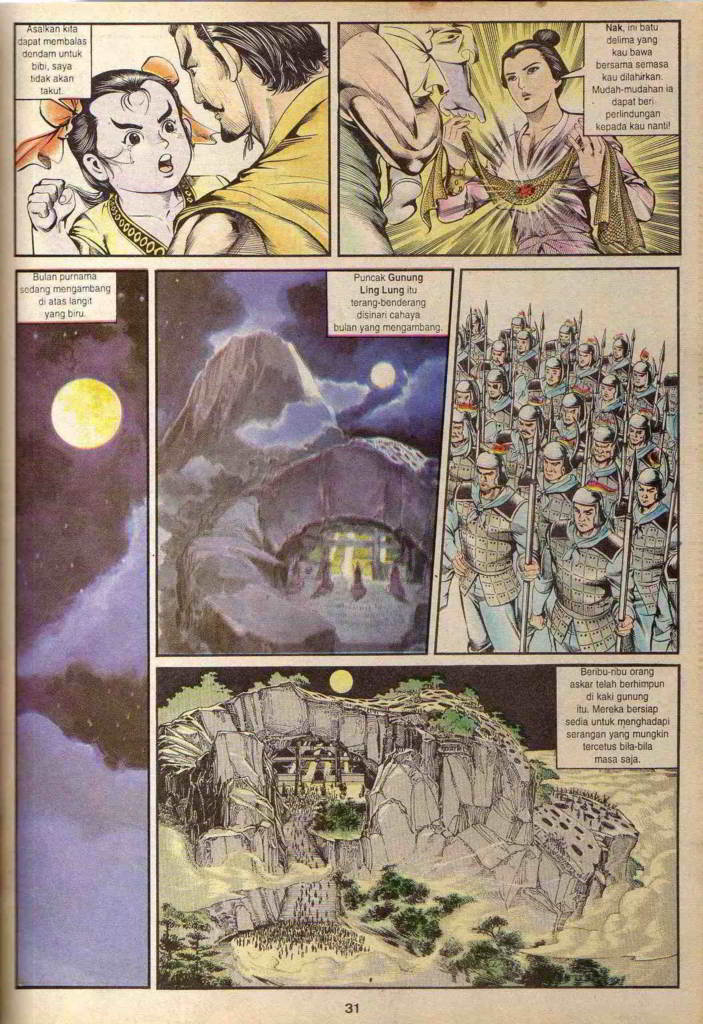 Asalkan kita
dapat membalas
dendam untuk
bibi, saya
tidak akan
takut.
Nak, ini batu
delima yang
kau bawa
bersama semasa
kau dilahirkan.
Mudah-mudahan ia
dapat beri
perlindungan
kepada kau nanti!
Bulan purnama
sedang mengambang
di atas langit
yang biru.
Puncak Gunung
Ling Lung itu
terang-benderang
disinari cahaya
bulan yang mengambang.
Beribu-ribu orang
askar telah berhimpun
di kaki gunung
itu. Mereka bersiap
sedia untuk menghadapi
serangan yang mungkin
tercetus bila-bila
masa saja.
31